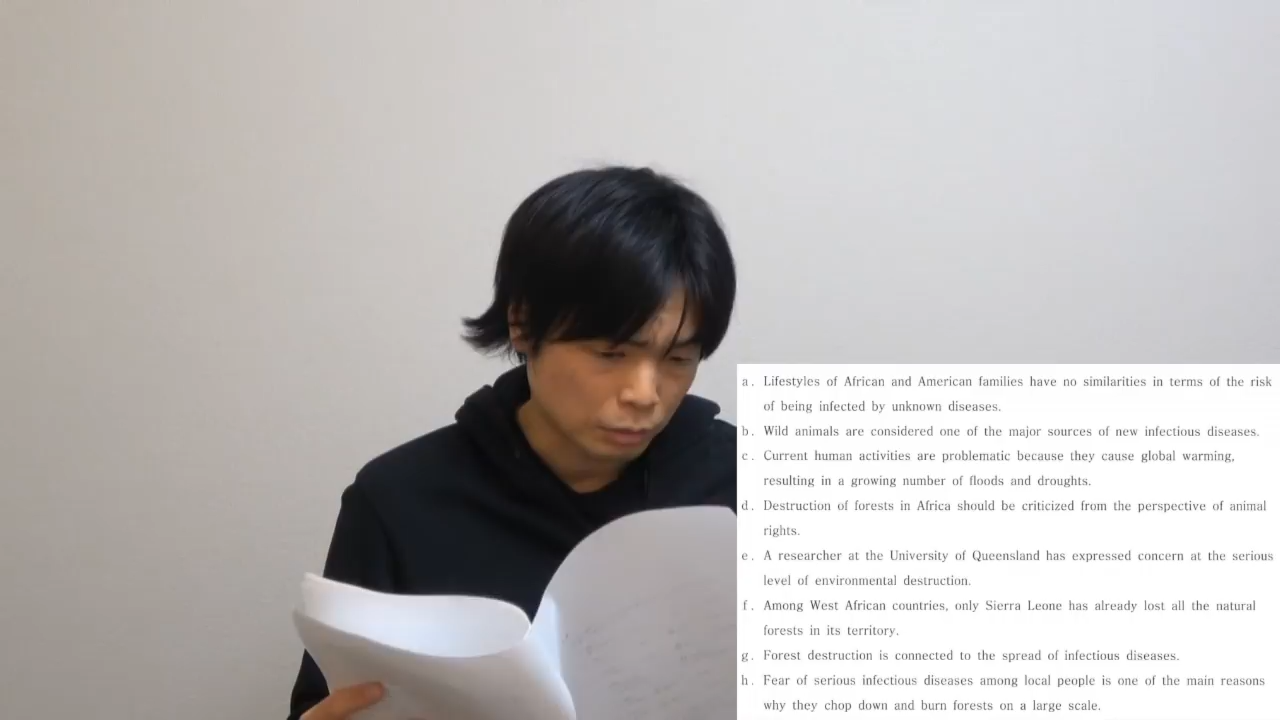 a. Lifestyles of African and American families have no similarities in terms of the risk
of being infected by unknown diseases.
b. Wild animals are considered one of the major sources of new infectious diseases.
c. Current human activities are problematic because they cause global warming,
resulting in a growing number of floods and droughts.
d. Destruction of forests in Africa should be criticized from the perspective of animal
rights.
e. A researcher at the University of Queensland has expressed concern at the serious
level of environmental destruction.
f. Among West African countries, only Sierra Leone has already lost all the natural
forests in its territory.
g. Forest destruction is connected to the spread of infectious diseases.
h. Fear of serious infectious diseases among local people is one of the main reasons
why they chop down and burn forests on a large scale.